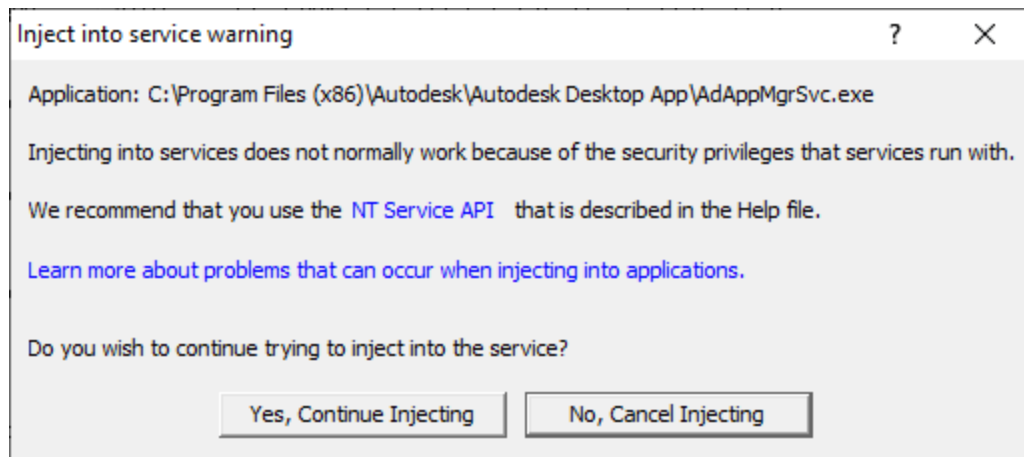 Inject into service warning ?
Application: C:\Program Files (x86)\Autodesk\Autodesk Desktop App\AdAppMgrSvc.exe
Injecting into services does not normally work because of the security privileges that services run with.
We recommend that you use the NT Service API that is described in the Help file.
Learn more about problems that can occur when injecting into applications.
Do you wish to continue trying to inject into the service?
Yes, Continue Injecting
No, Cancel Injecting